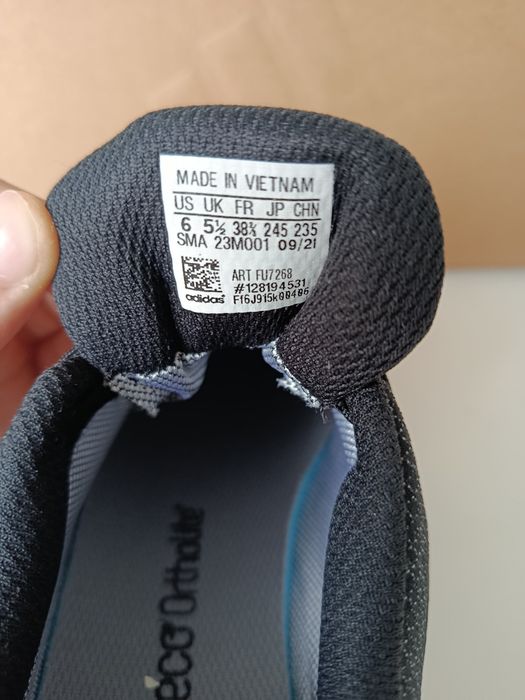 MADE IN VIETNAM
US UK FR JP CHN
6 5½ 38⅔ 245 235
SMA 23M001 09/21
ART FU7268
#128194531
adidas
F16J915k00406
éco OrthoLite